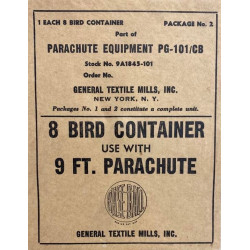 1 EACH 8 BIRD CONTAINER PACKAGE No. 2
Part of
PARACHUTE EQUIPMENT PG-101/CB
Stock No. 9A1845-101
Order No.
GENERAL TEXTILE MILLS, INC.
NEW YORK, N. Y.
Packages No. 1 and 2 constitute a complete unit.
8 BIRD CONTAINER
USE WITH
9 FT. PARACHUTE
GENERAL TEXTILE MILLS, INC.